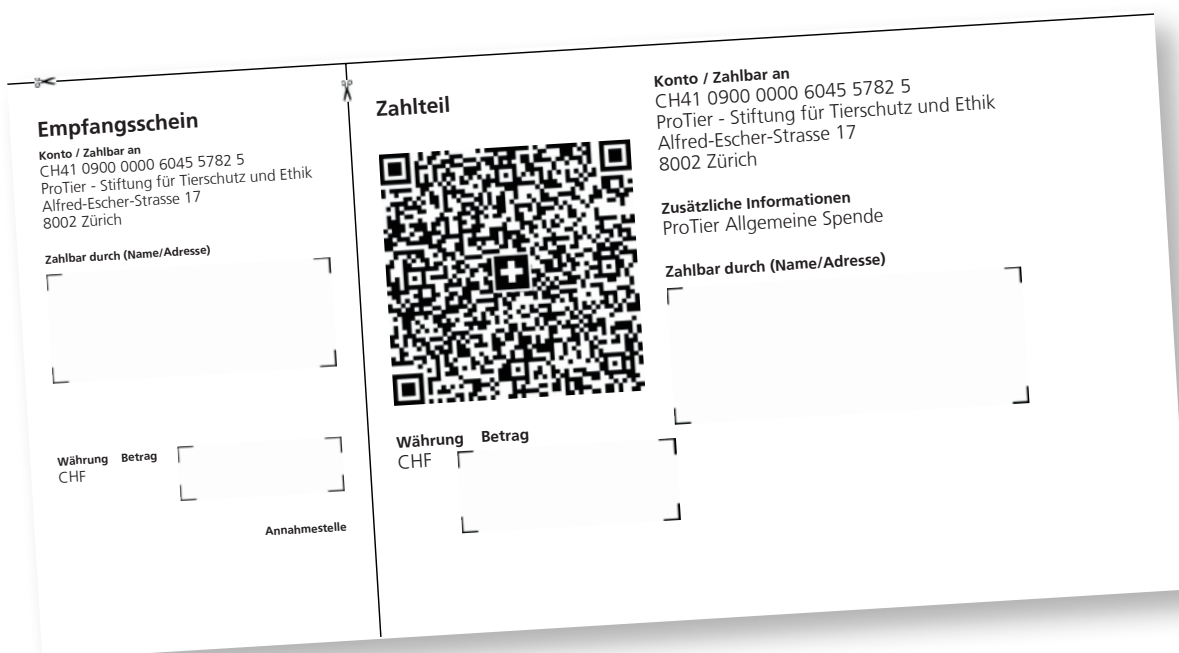 Empfangsschein
Konto / Zahlbar an
CH41 0900 0000 6045 5782 5
ProTier - Stiftung für Tierschutz und Ethik
Alfred-Escher-Strasse 17
8002 Zürich
Zahlbar durch (Name/Adresse)
Währung Betrag
CHF
Annahmestelle
Zahlteil
Währung Betrag
CHF
Konto / Zahlbar an
CH41 0900 0000 6045 5782 5
ProTier - Stiftung für Tierschutz und Ethik
Alfred-Escher-Strasse 17
8002 Zürich
Zusätzliche Informationen
ProTier Allgemeine Spende
Zahlbar durch (Name/Adresse)